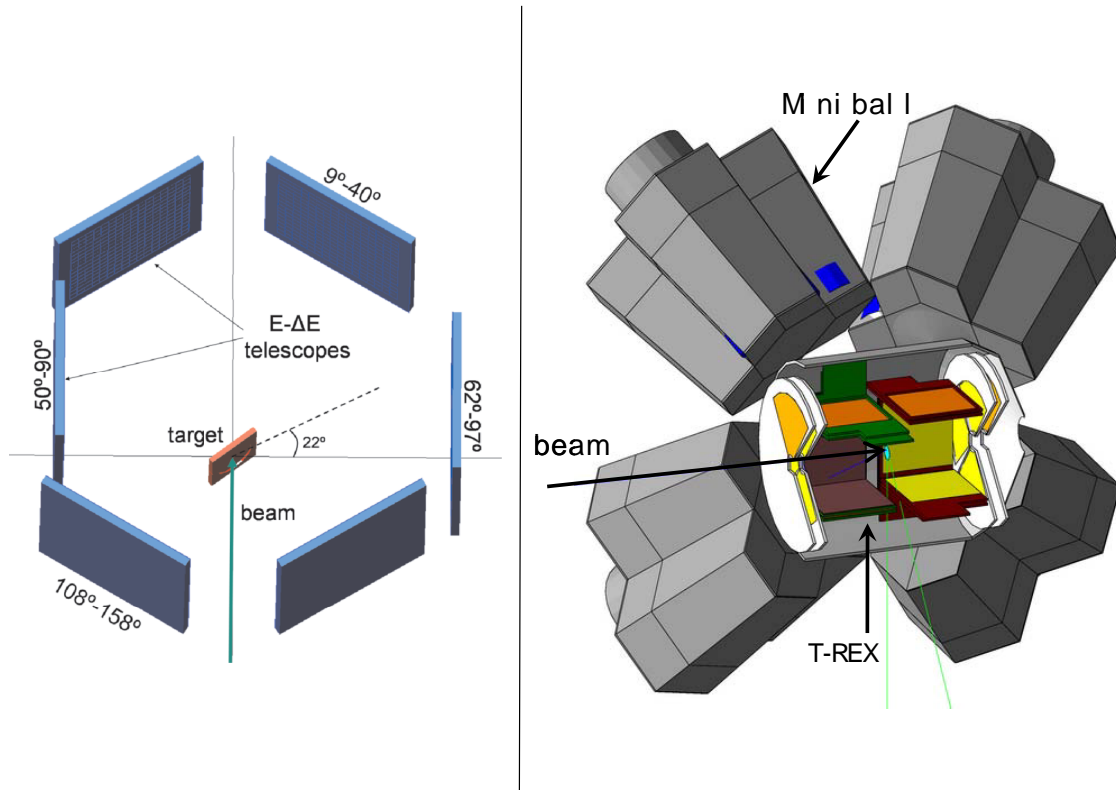 9º-40º
E-ΔE
telescopes
50º-90º
62º-97º
target
22º
beam
108º-158º
M ni bal l
beam
T-REX